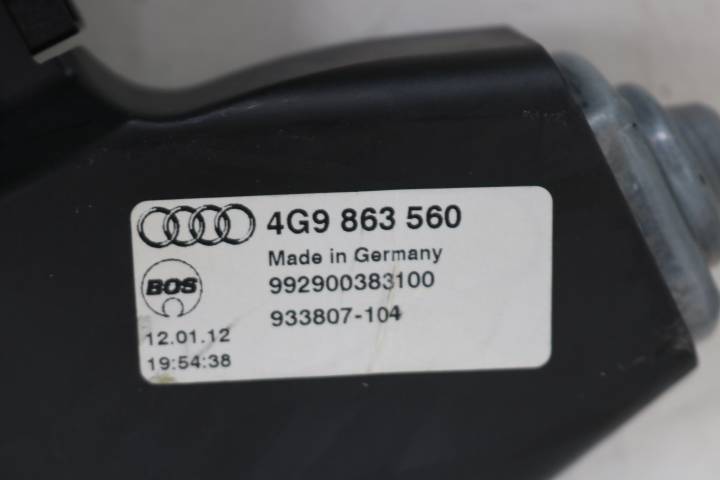 4G9 863 560
Made in Germany
BOS
992900383100
933807-104
12.01.12
19:54:38